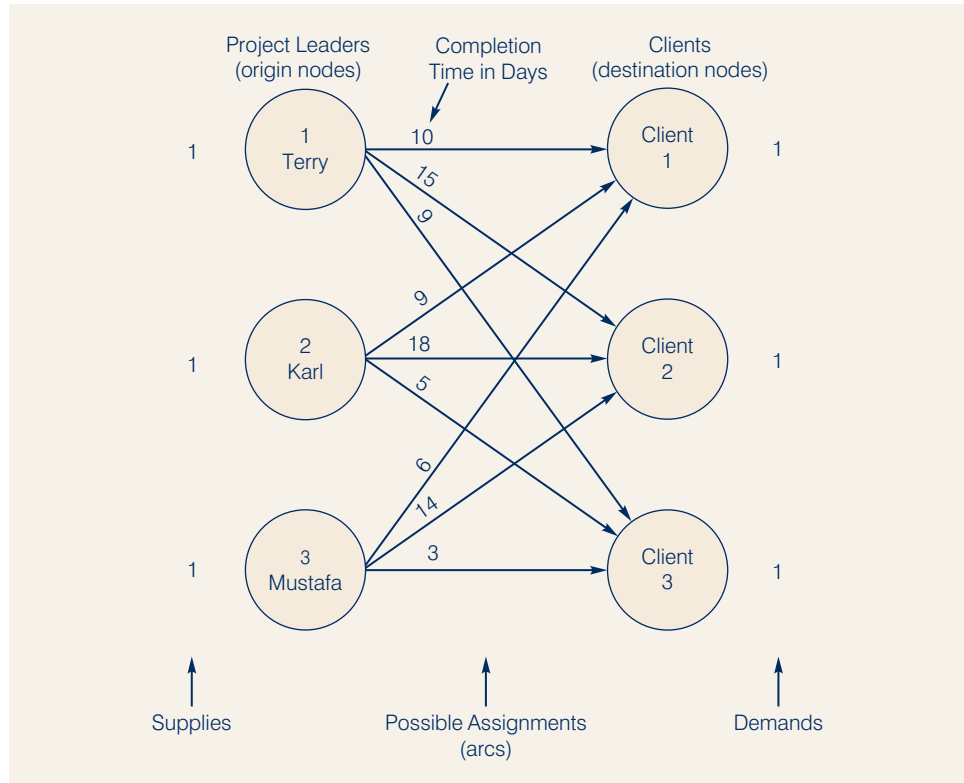 Project Leaders
(origin nodes)
Completion
Time in Days
Clients
(destination nodes)
1
1
Terry
10
15
9
Client
1
1
1
2
Karl
9
18
5
Client
2
1
1
3
Mustafa
6
14
3
Client
3
1
Supplies
Possible Assignments
(arcs)
Demands